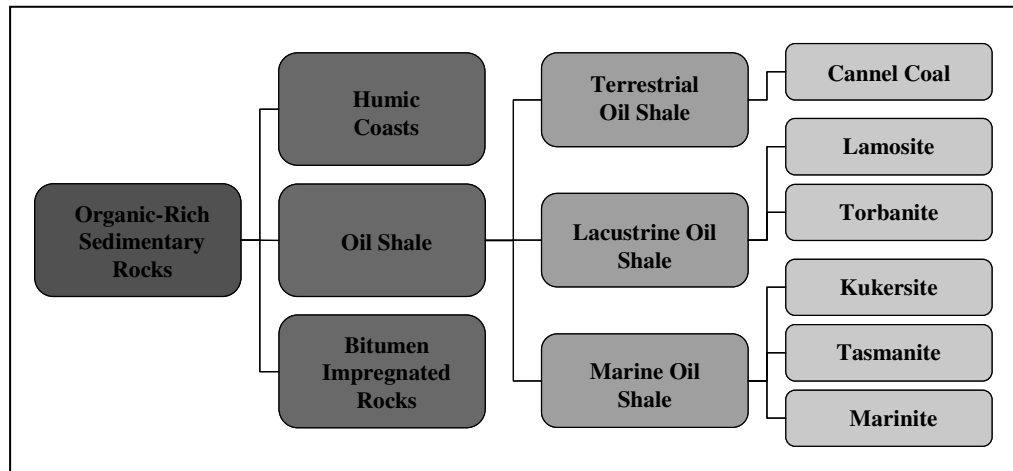 Organic-Rich
Sedimentary
Rocks
Humic
Coasts
Oil Shale
Bitumen
Impregnated
Rocks
Terrestrial
Oil Shale
Lacustrine Oil
Shale
Marine Oil
Shale
Cannel Coal
Lamosite
Torbanite
Kukersite
Tasmanite
Marinite